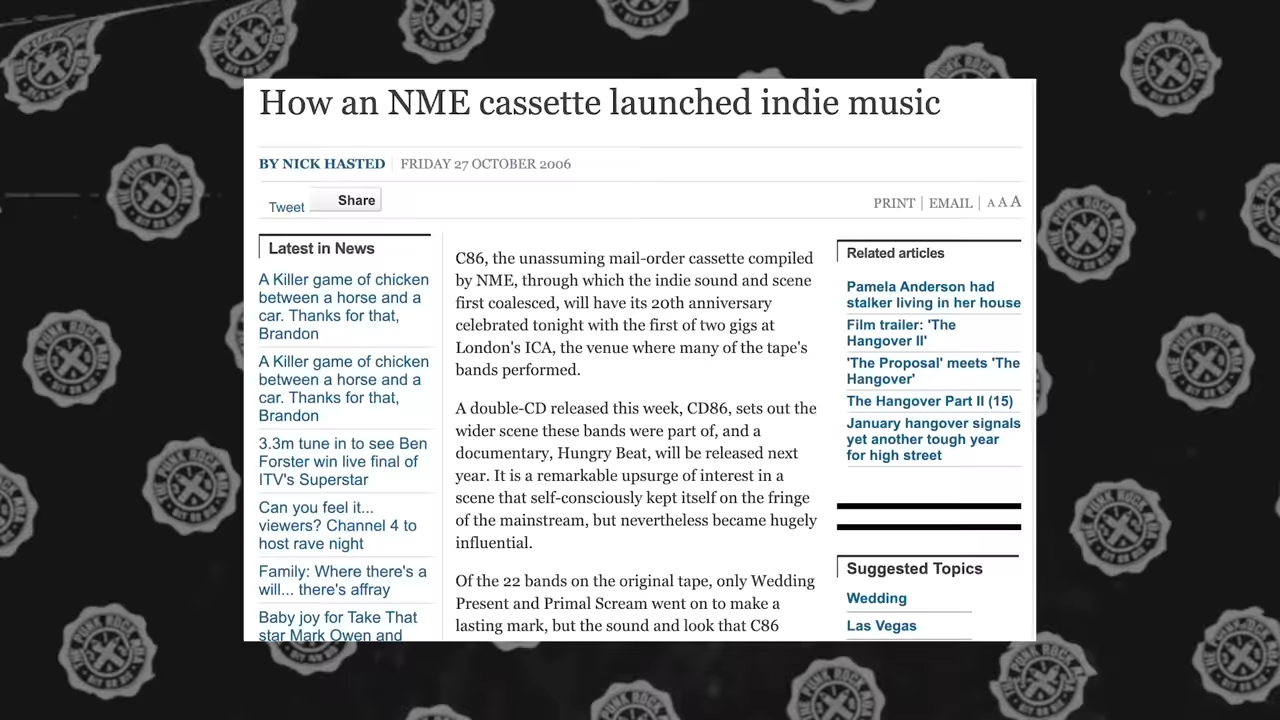 How an NME cassette launched indie music
BY NICK HASTED
FRIDAY 27 OCTOBER 2006
Tweet
Share
PRINT | EMAIL | A A A
Latest in News
A Killer game of chicken
between a horse and a
car. Thanks for that,
Brandon
A Killer game of chicken
between a horse and a
car. Thanks for that,
Brandon
3.3m tune in to see Ben
Forster win live final of
ITV's Superstar
Can you feel it...
viewers? Channel 4 to
host rave night
Family: Where there's a
will... there's affray
Baby joy for Take That
star Mark Owen and
C86, the unassuming mail-order cassette compiled
by NME, through which the indie sound and scene
first coalesced, will have its 20th anniversary
celebrated tonight with the first of two gigs at
London's ICA, the venue where many of the tape's
bands performed.
A double-CD released this week, CD86, sets out the
wider scene these bands were part of, and a
documentary, Hungry Beat, will be released next
year. It is a remarkable upsurge of interest in a
scene that self-consciously kept itself on the fringe
of the mainstream, but nevertheless became hugely
influential.
Of the 22 bands on the original tape, only Wedding
Present and Primal Scream went on to make a
lasting mark, but the sound and look that C86
Related articles
Pamela Anderson had
stalker living in her house
Film trailer: 'The
Hangover II'
'The Proposal' meets 'The
Hangover'
The Hangover Part II (15)
January hangover signals
yet another tough year
for high street
Suggested Topics
Wedding
Las Vegas
THE PUNK ROCK MBA